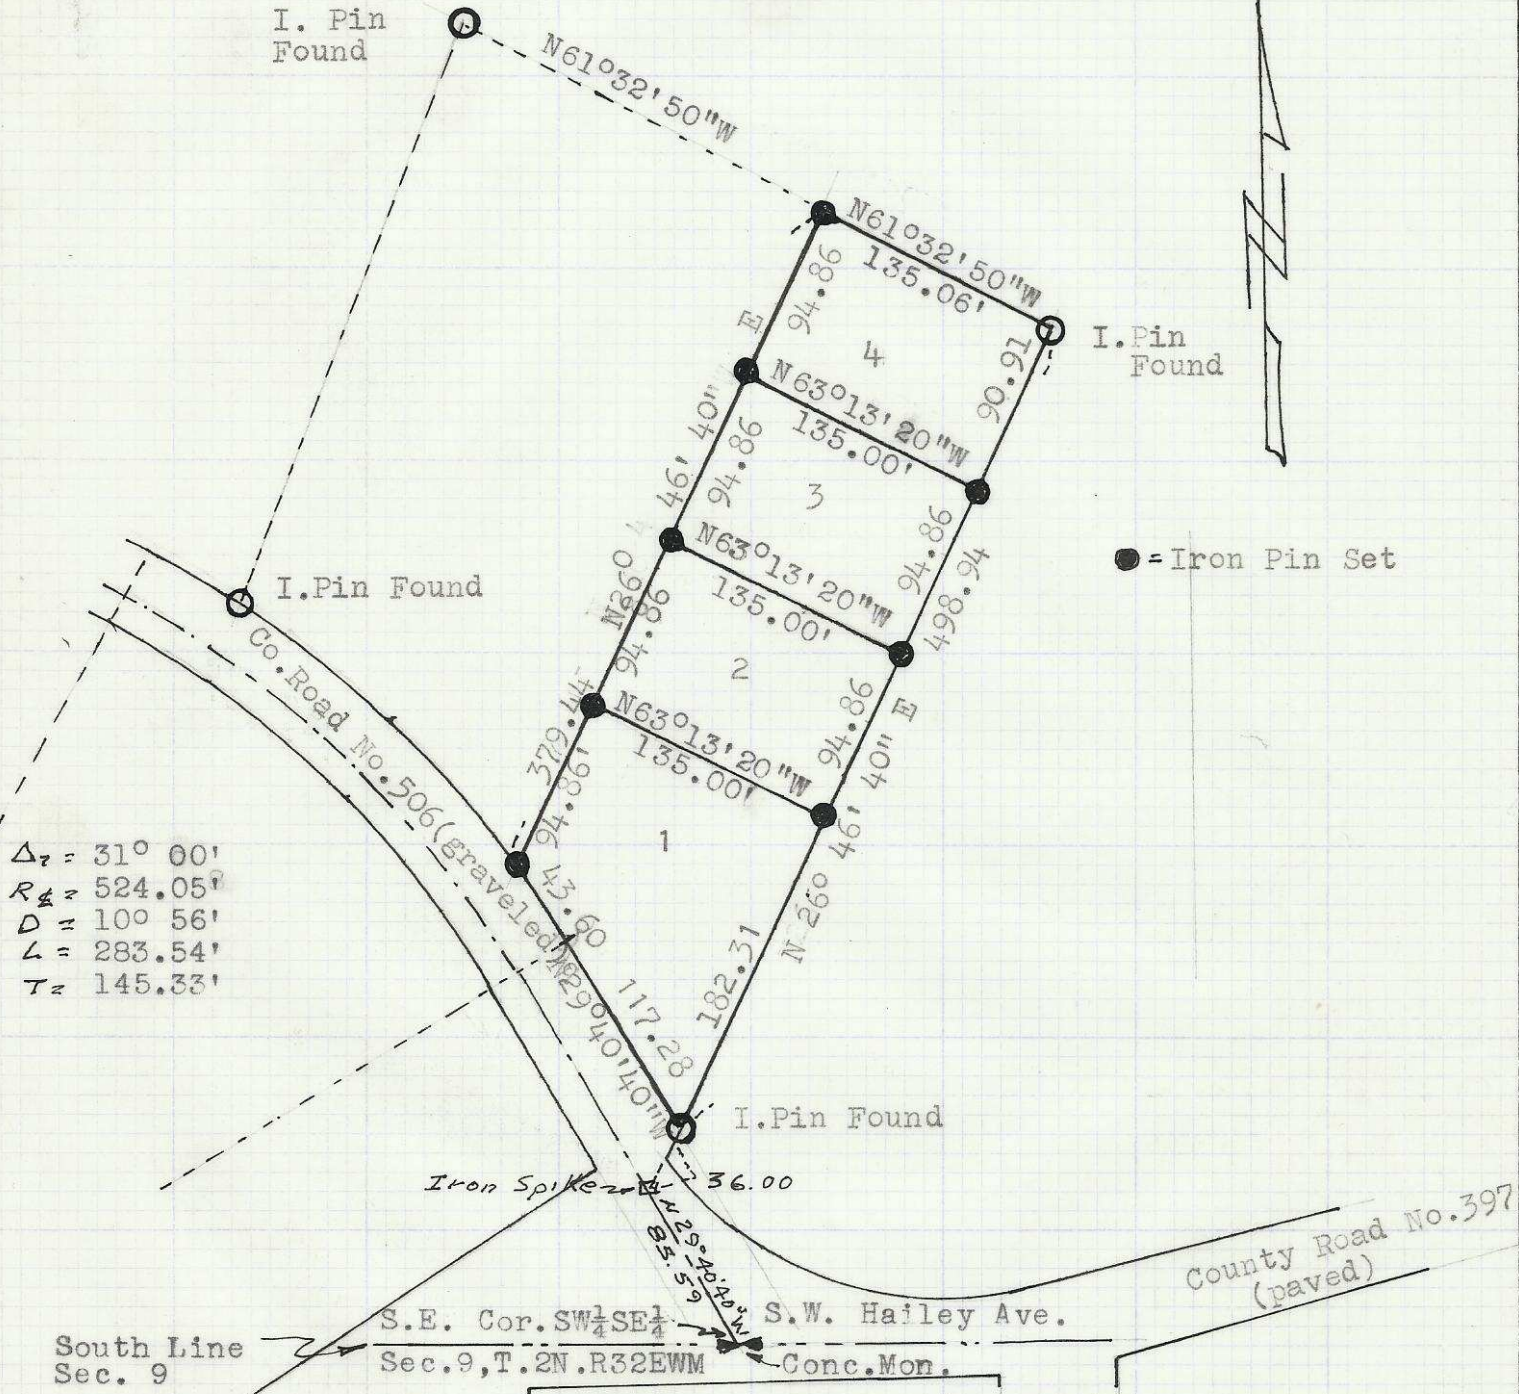 I. Pin
Found
N61°32'50"W
N61°32'50"W
135.06'
94.86
90.91
4
I.Pin
Found
N63°13'20"W
135.00'
94.86
94.86
3
N63°13'20"W
135.00'
94.86
94.86
2
N63°13'20"W
135.00'
94.86'
1
N26° 46' 40" E
379.44
498.94
N 26° 46' 40" E
182.31
43.60
117.28
N29°40'40"W
● = Iron Pin Set
I.Pin Found
Co.Road No.506(graveled)
Δ = 31° 00'
R℄ = 524.05'
D = 10° 56'
L = 283.54'
T = 145.33'
I.Pin Found
Iron Spike
36.00
N 29° 40' 40" W
85.59
County Road No.397
(paved)
S.E. Cor.SW¼SE¼
S.W. Hailey Ave.
South Line
Sec. 9
Sec.9,T.2N.R32EWM
Conc.Mon.